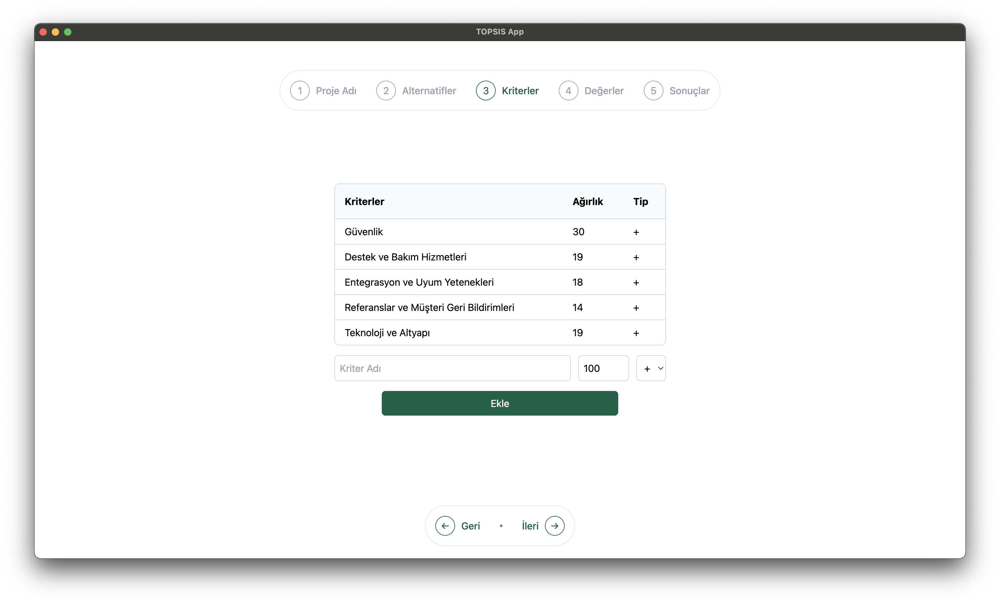 TOPSIS App
1 Proje Adı 2 Alternatifler 3 Kriterler 4 Değerler 5 Sonuçlar
Kriterler Ağırlık Tip
Güvenlik 30 +
Destek ve Bakım Hizmetleri 19 +
Entegrasyon ve Uyum Yetenekleri 18 +
Referanslar ve Müşteri Geri Bildirimleri 14 +
Teknoloji ve Altyapı 19 +
Kriter Adı 100 +
Ekle
← Geri • İleri →